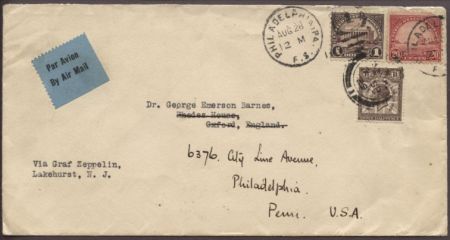 PHILADELPHIA, PA.
AUG 28
12 M
F.S.
Par Avion
By Air Mail
Dr. George Emerson Barnes,
Rhodes House,
Oxford, England.
6376. City Line Avenue,
Philadelphia.
Penn. U.S.A.
Via Graf Zeppelin,
Lakehurst, N. J.